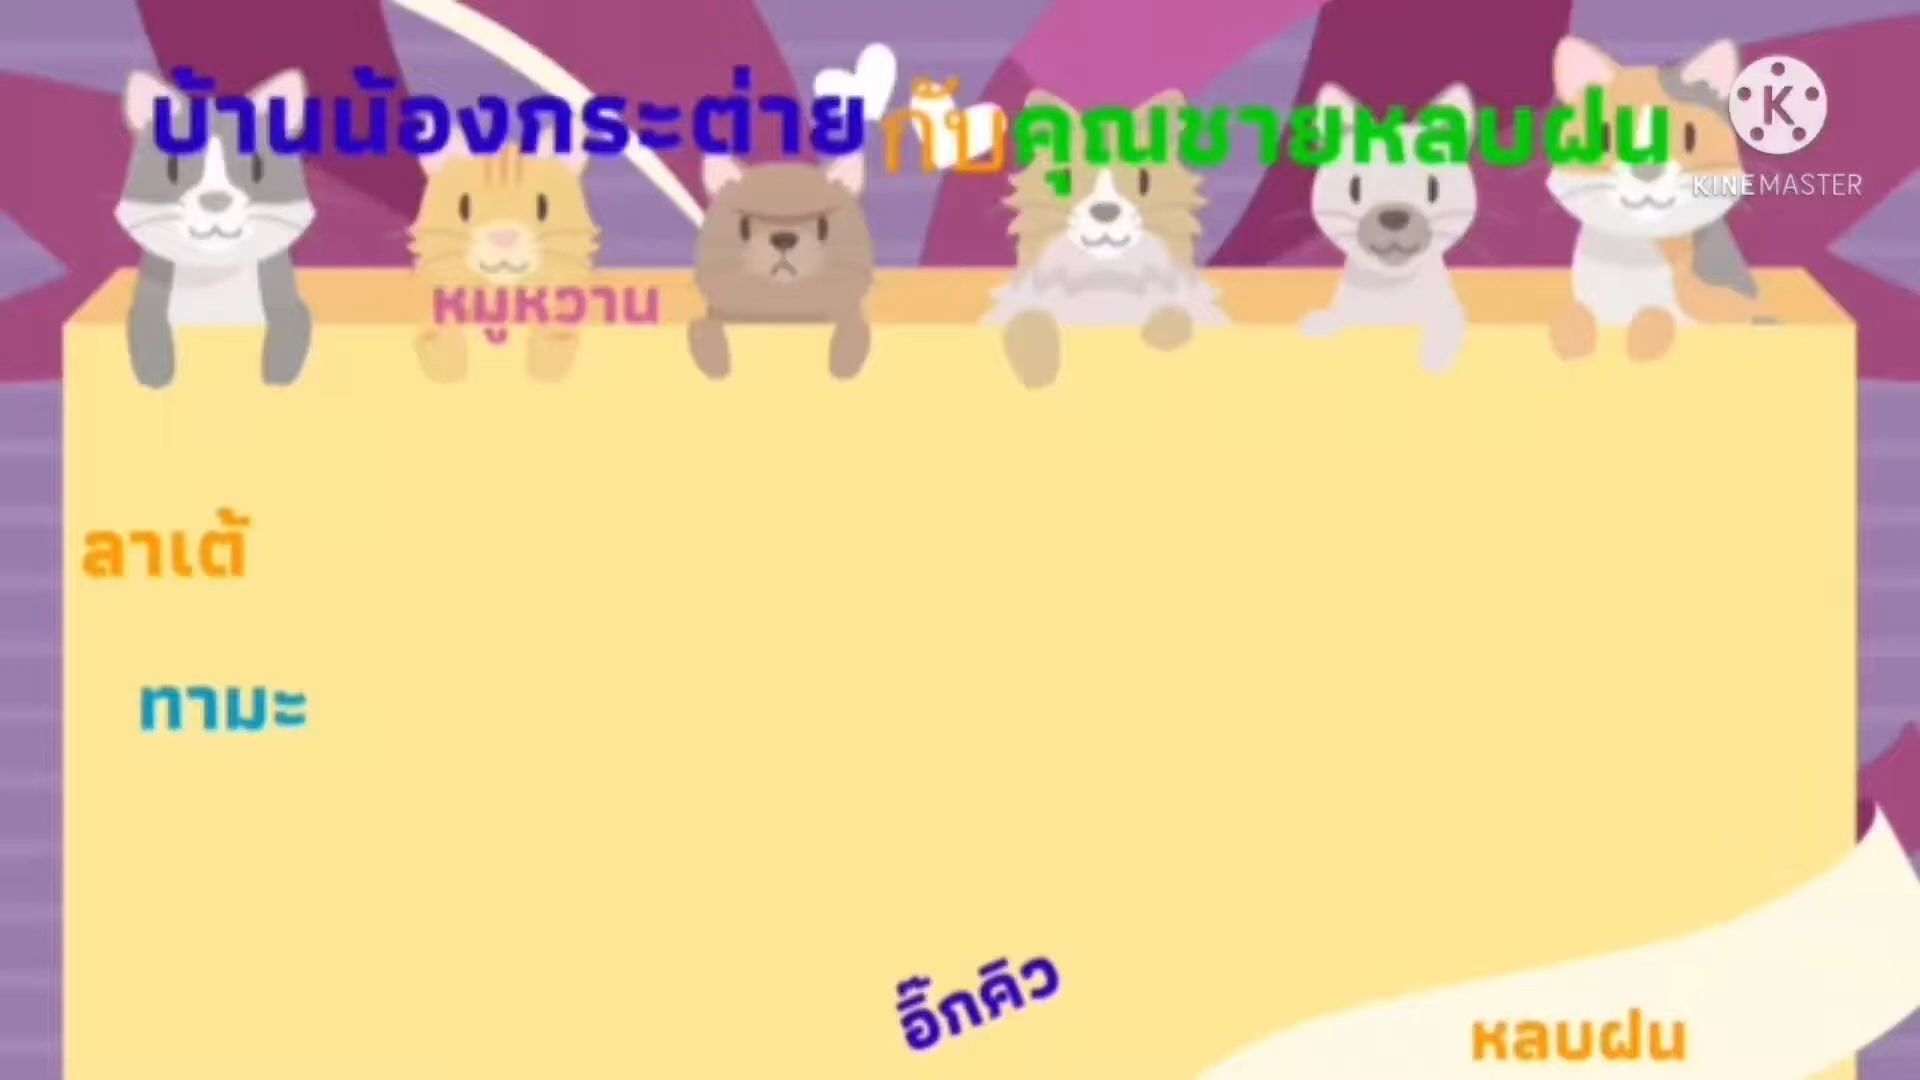 บ้านน้องกระต่าย กับ คุณชายหลบฝน
KINEMASTER
หมูหวาน
ลาเต้
ทามะ
อิ๊กคิว
หลบฝน